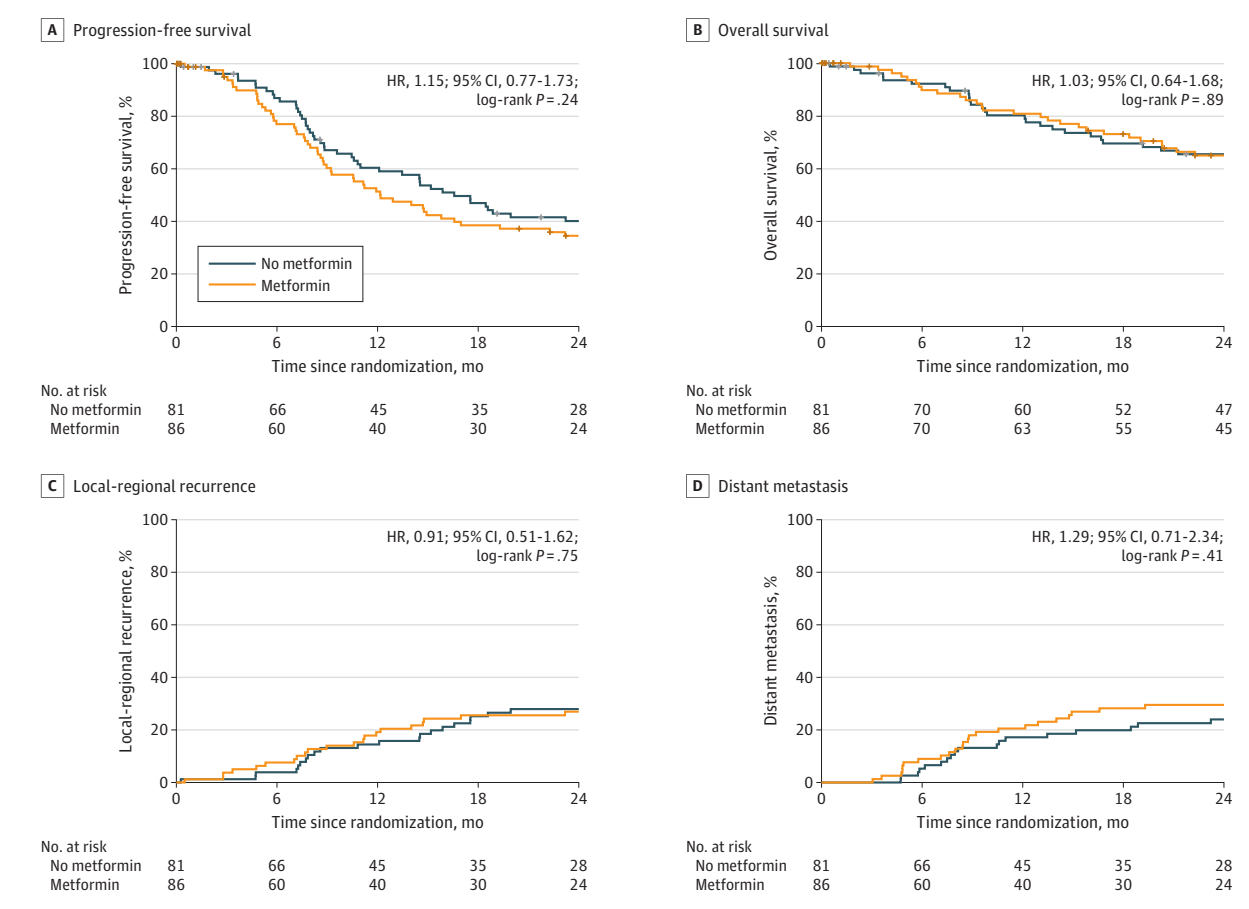 A Progression-free survival
Progression-free survival, %
100
80
60
40
20
0
HR, 1.15; 95% CI, 0.77-1.73;
log-rank P = .24
No metformin
Metformin
0 6 12 18 24
Time since randomization, mo
No. at risk
No metformin 81 66 45 35 28
Metformin 86 60 40 30 24
B Overall survival
Overall survival, %
100
80
60
40
20
0
HR, 1.03; 95% CI, 0.64-1.68;
log-rank P = .89
0 6 12 18 24
Time since randomization, mo
No. at risk
No metformin 81 70 60 52 47
Metformin 86 70 63 55 45
C Local-regional recurrence
Local-regional recurrence, %
100
80
60
40
20
0
HR, 0.91; 95% CI, 0.51-1.62;
log-rank P = .75
0 6 12 18 24
Time since randomization, mo
No. at risk
No metformin 81 66 45 35 28
Metformin 86 60 40 30 24
D Distant metastasis
Distant metastasis, %
100
80
60
40
20
0
HR, 1.29; 95% CI, 0.71-2.34;
log-rank P = .41
0 6 12 18 24
Time since randomization, mo
No. at risk
No metformin 81 66 45 35 28
Metformin 86 60 40 30 24